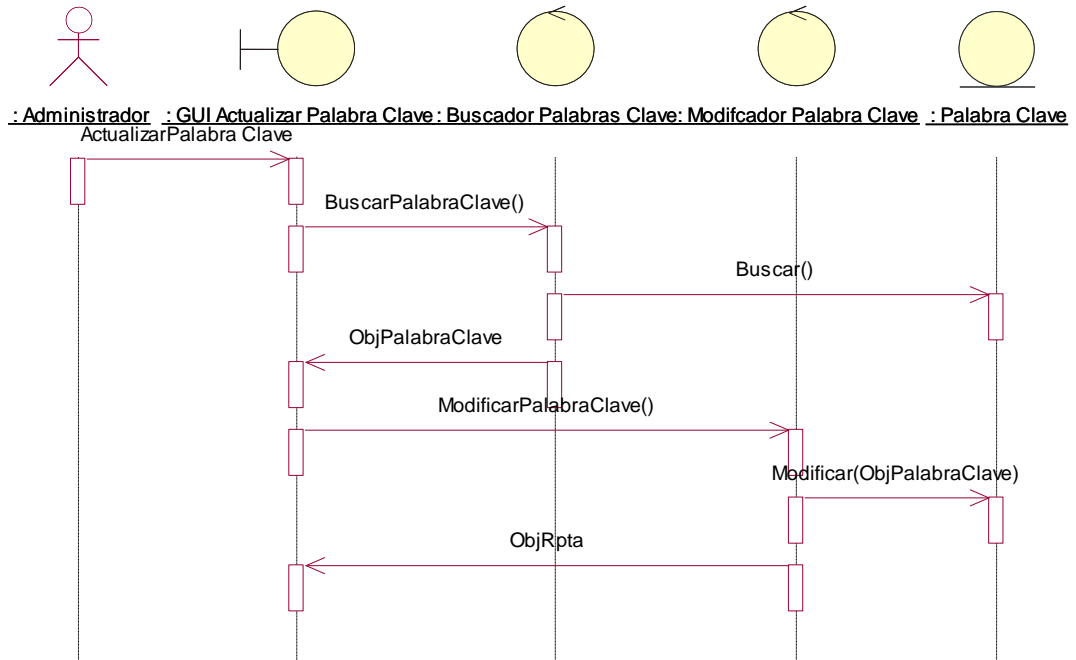 : Administrador : GUI Actualizar Palabra Clave : Buscador Palabras Clave : Modifcador Palabra Clave : Palabra Clave
ActualizarPalabra Clave
BuscarPalabraClave()
Buscar()
ObjPalabraClave
ModificarPalabraClave()
Modificar(ObjPalabraClave)
ObjRpta